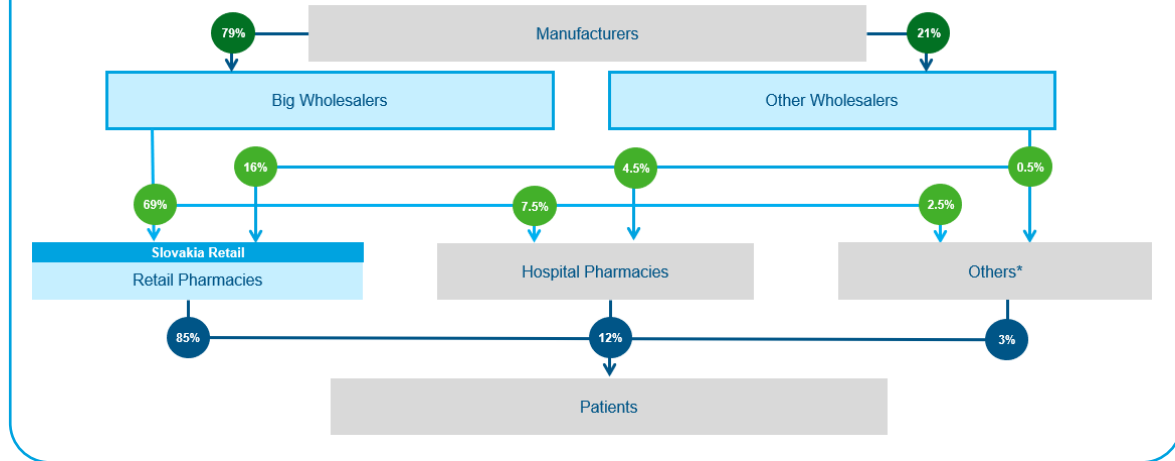 79%
Manufacturers
21%
Big Wholesalers
Other Wholesalers
16%
4.5%
0.5%
69%
7.5%
2.5%
Slovakia Retail
Retail Pharmacies
Hospital Pharmacies
Others*
85%
12%
3%
Patients